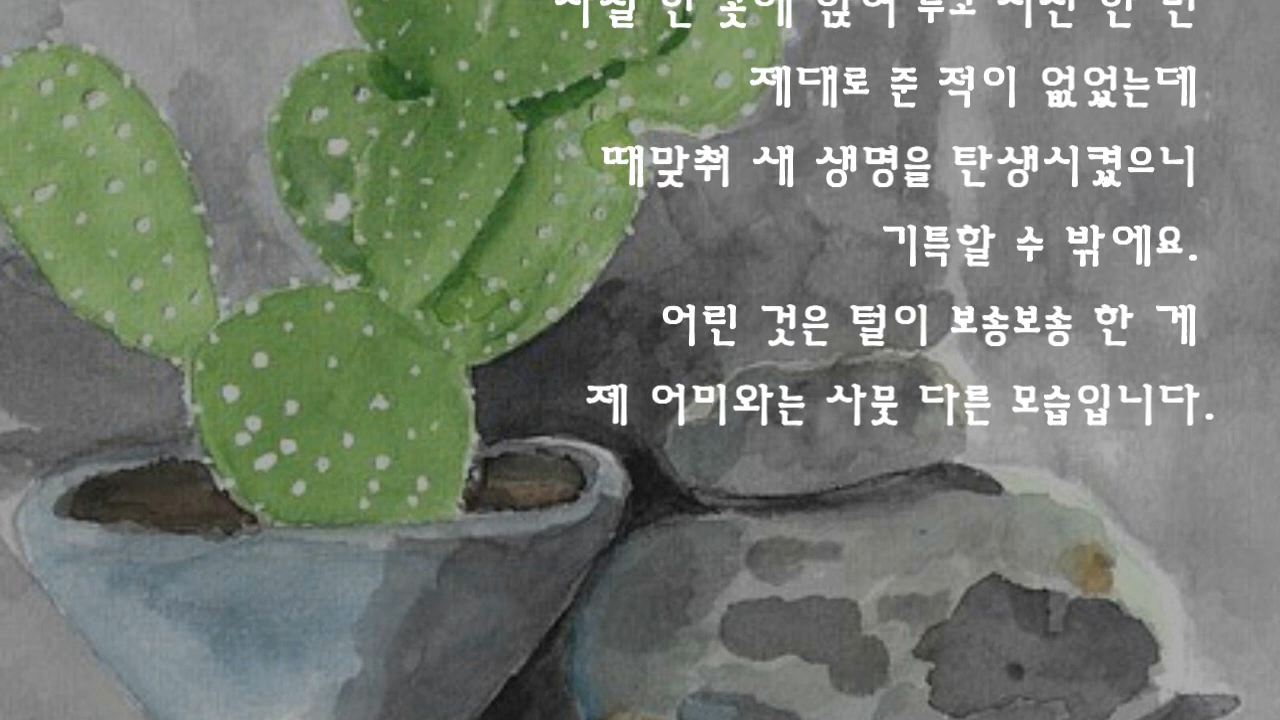 한
제대로 준 적이 없었는데
때맞춰 새 생명을 탄생시켰으니
기특할 수 밖에요.
어린 것은 털이 보송보송 한 게
제 어미와는 사뭇 다른 모습입니다.